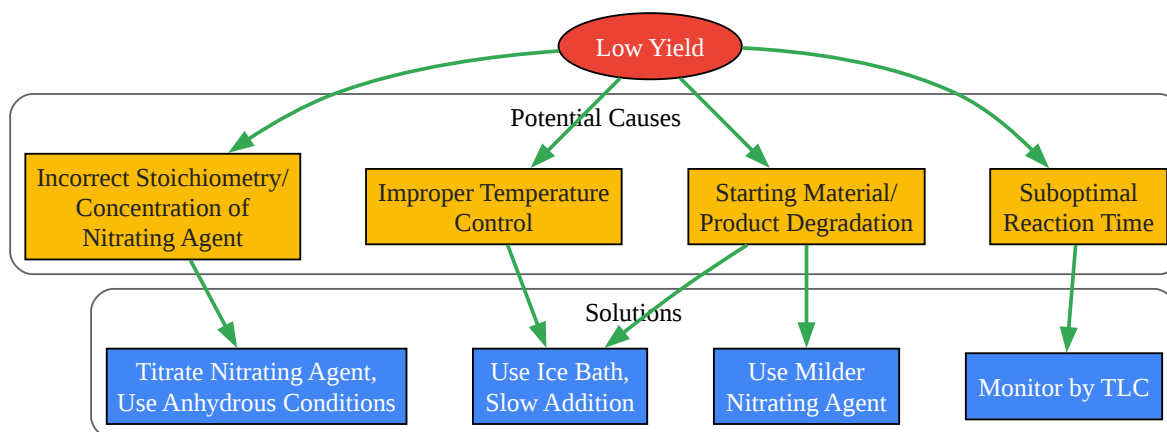 Low Yield
Potential Causes
Incorrect Stoichiometry/
Concentration of
Nitrating Agent
Improper Temperature
Control
Starting Material/
Product Degradation
Suboptimal
Reaction Time
Solutions
Titrate Nitrating Agent,
Use Anhydrous Conditions
Use Ice Bath,
Slow Addition
Use Milder
Nitrating Agent
Monitor by TLC